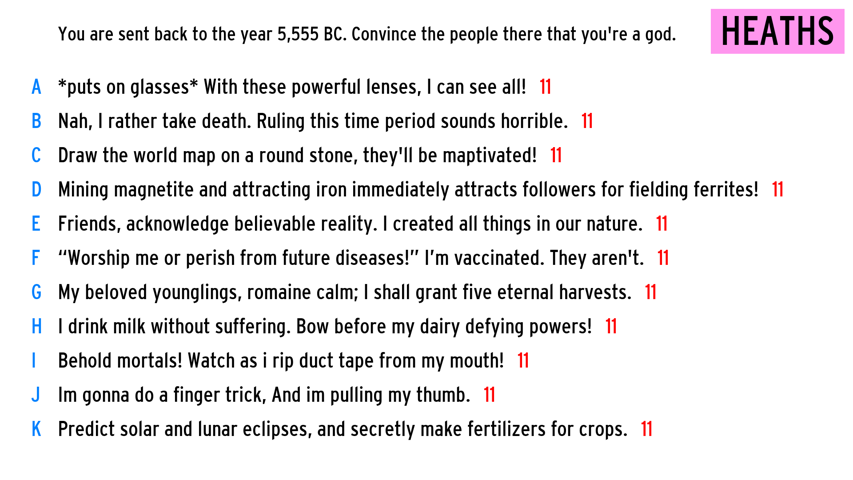 You are sent back to the year 5,555 BC. Convince the people there that you're a god.
HEATHS
A *puts on glasses* With these powerful lenses, I can see all! 11
B Nah, I rather take death. Ruling this time period sounds horrible. 11
C Draw the world map on a round stone, they'll be maptivated! 11
D Mining magnetite and attracting iron immediately attracts followers for fielding ferrites! 11
E Friends, acknowledge believable reality. I created all things in our nature. 11
F “Worship me or perish from future diseases!” I’m vaccinated. They aren't. 11
G My beloved younglings, romaine calm; I shall grant five eternal harvests. 11
H I drink milk without suffering. Bow before my dairy defying powers! 11
I Behold mortals! Watch as i rip duct tape from my mouth! 11
J Im gonna do a finger trick, And im pulling my thumb. 11
K Predict solar and lunar eclipses, and secretly make fertilizers for crops. 11